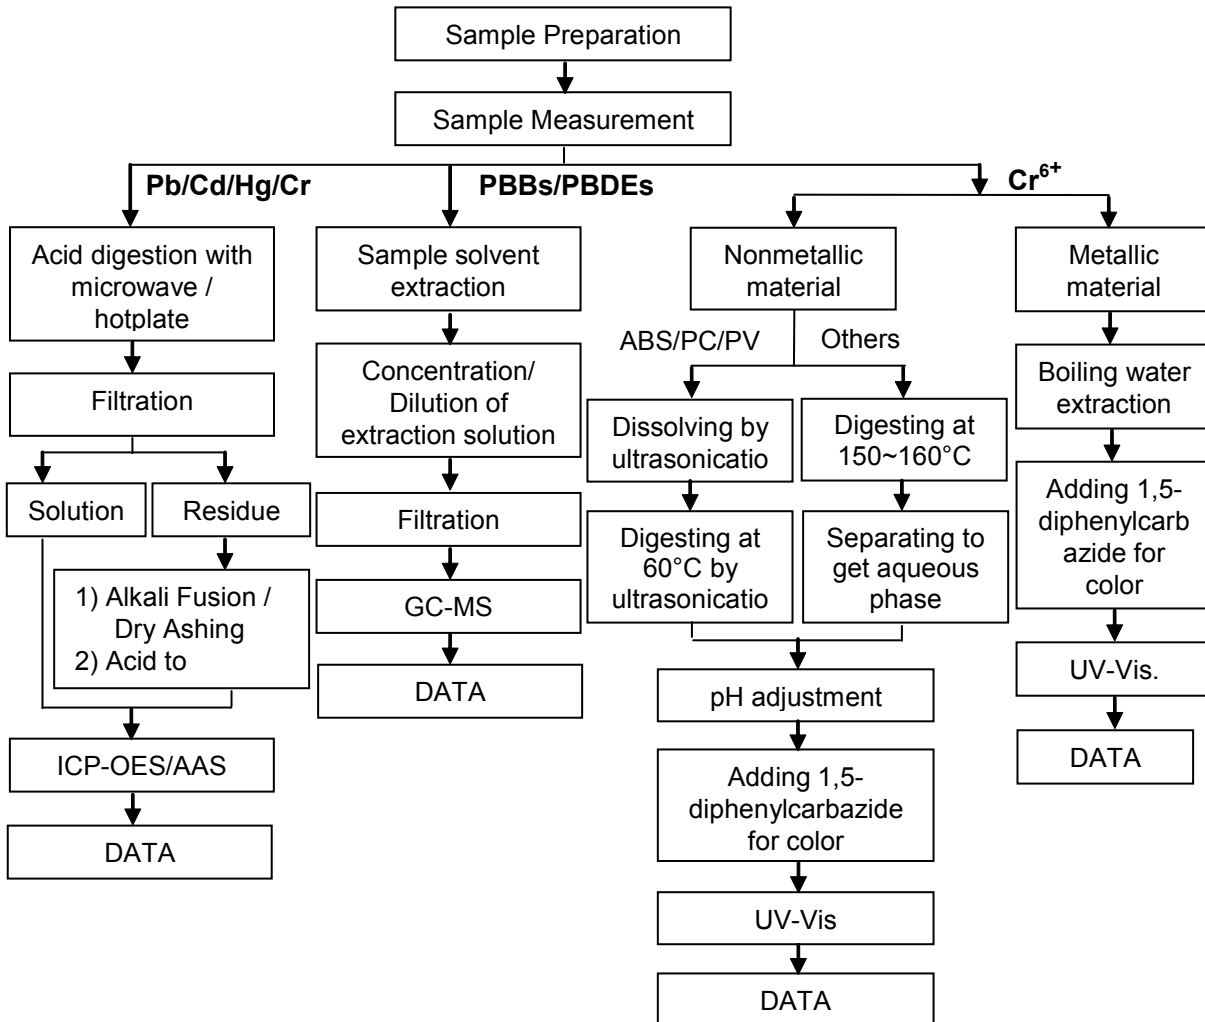 Sample Preparation
Sample Measurement
Pb/Cd/Hg/Cr
PBBs/PBDEs
Cr⁶⁺
Acid digestion with
microwave /
hotplate
Filtration
Solution
Residue
1) Alkali Fusion /
Dry Ashing
2) Acid to
ICP-OES/AAS
DATA
Sample solvent
extraction
Concentration/
Dilution of
extraction solution
Filtration
GC-MS
DATA
Nonmetallic
material
ABS/PC/PV
Others
Dissolving by
ultrasonicatio
Digesting at
60°C by
ultrasonicatio
Digesting at
150~160°C
Separating to
get aqueous
phase
pH adjustment
Adding 1,5-
diphenylcarbazide
for color
UV-Vis
DATA
Metallic
material
Boiling water
extraction
Adding 1,5-
diphenylcarb
azide for
color
UV-Vis.
DATA